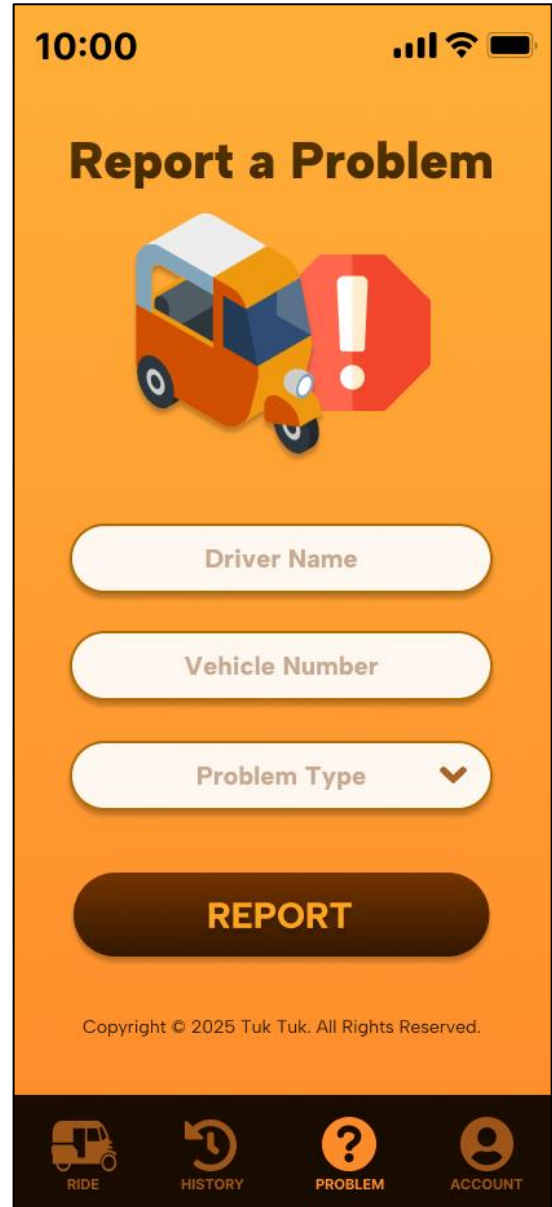 10:00
Report a Problem
Driver Name
Vehicle Number
Problem Type
REPORT
Copyright © 2025 Tuk Tuk. All Rights Reserved.
RIDE HISTORY PROBLEM ACCOUNT